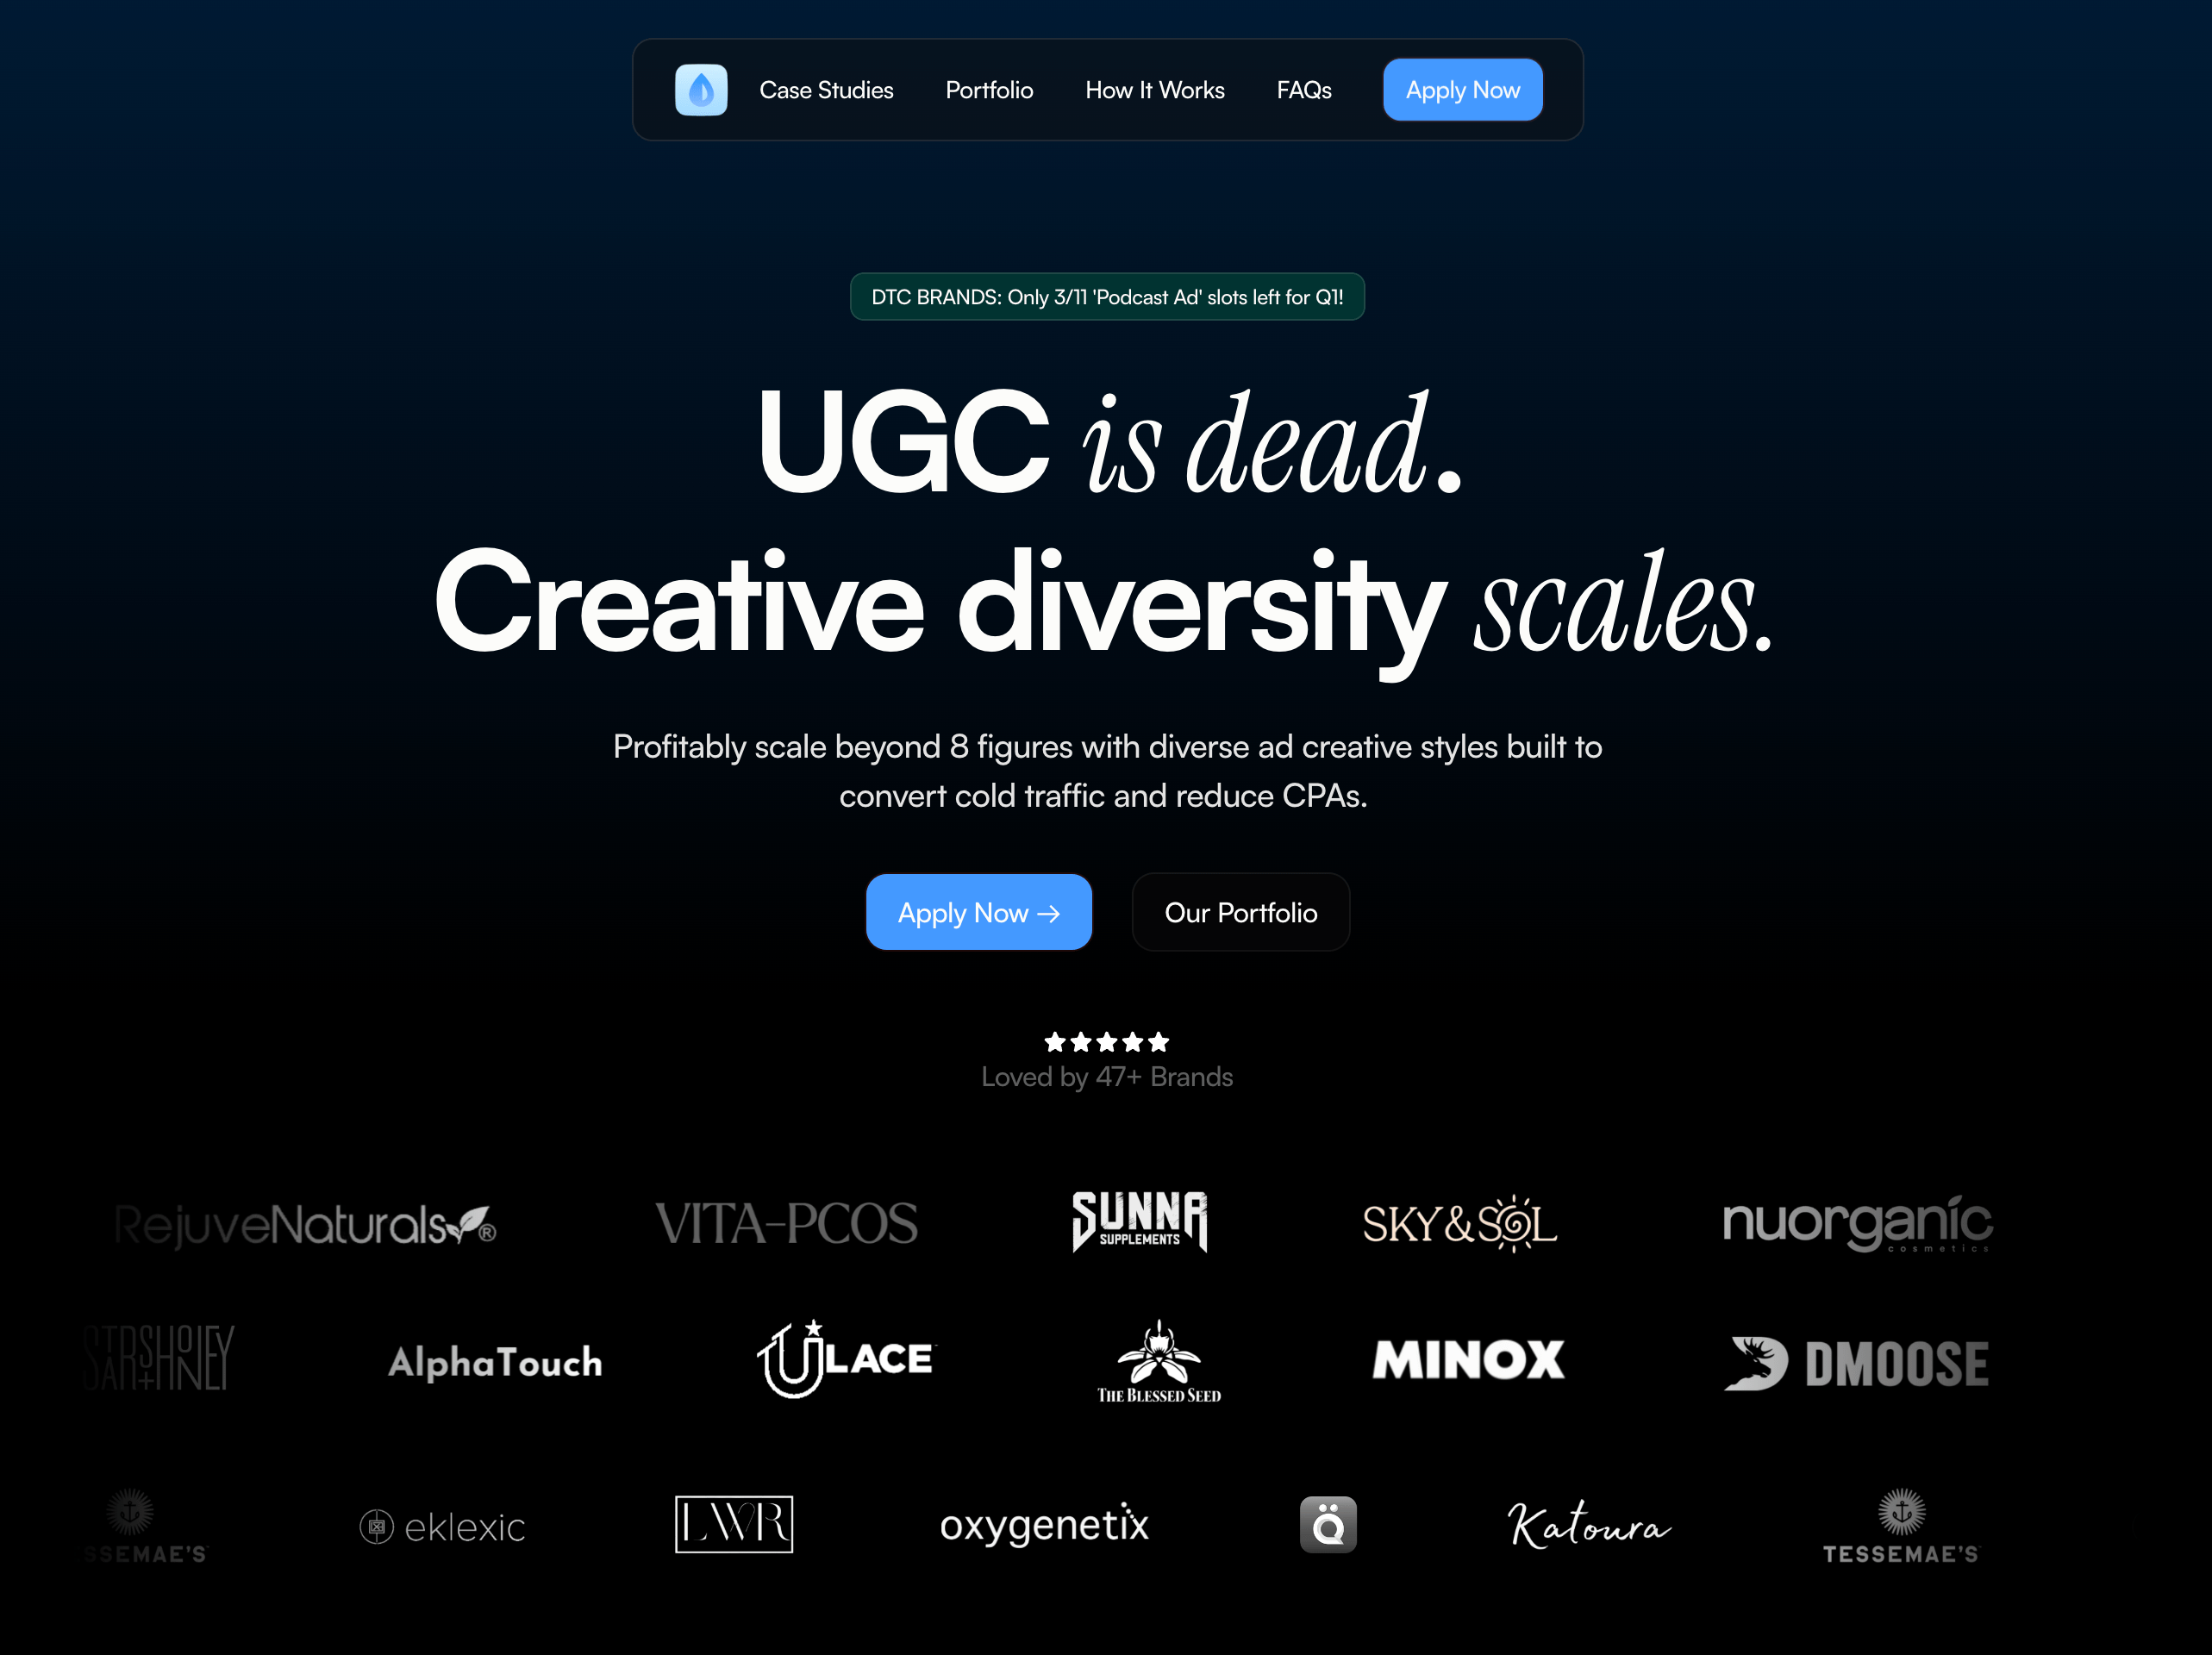 Case Studies
Portfolio
How It Works
FAQs
Apply Now
DTC BRANDS: Only 3/11 'Podcast Ad' slots left for Q1!
UGC is dead.
Creative diversity scales.
Profitably scale beyond 8 figures with diverse ad creative styles built to
convert cold traffic and reduce CPAs.
Apply Now →
Our Portfolio
Loved by 47+ Brands
RejuveNaturals®
VITA-PCOS
SUNNA
SUPPLEMENTS
SKY & SOL
nuorganic
cosmetics
AlphaTouch
ULACE
THE BLESSED SEED
MINOX
DMOOSE
SSEMAE'S
eklexic
LWR
oxygenetix
Katoura
TESSEMAE'S